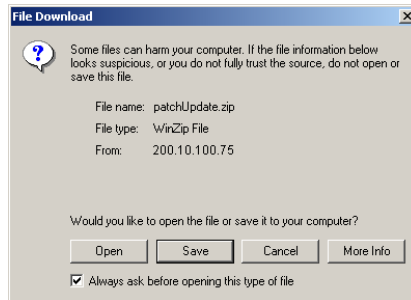 File Download
Some files can harm your computer. If the file information below
looks suspicious, or you do not fully trust the source, do not open or
save this file.
File name: patchUpdate.zip
File type: WinZip File
From: 200.10.100.75
Would you like to open the file or save it to your computer?
Open Save Cancel More Info
Always ask before opening this type of file